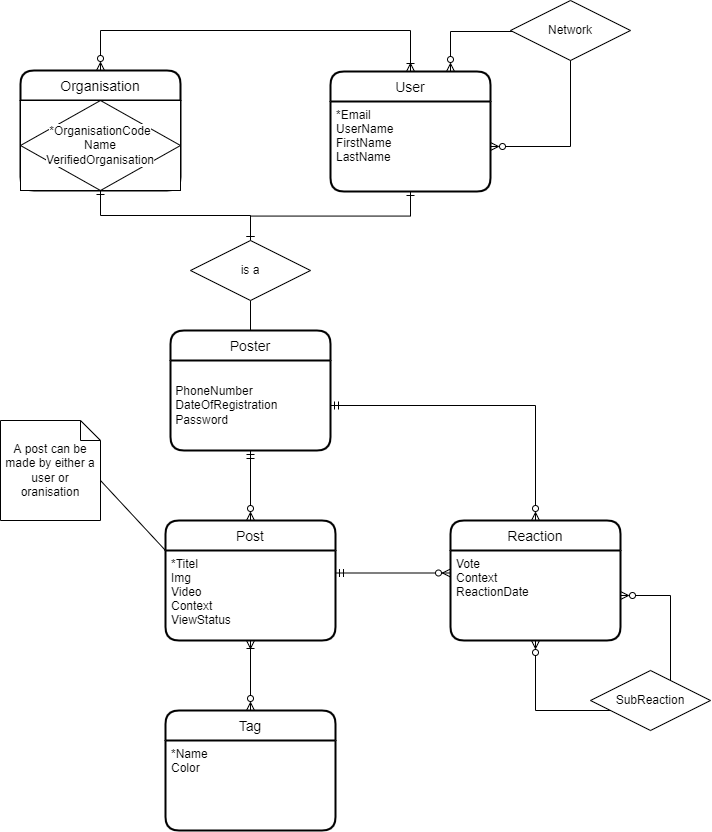 Network
Organisation
*OrganisationCode
Name
VerifiedOrganisation
User
*Email
UserName
FirstName
LastName
is a
Poster
PhoneNumber
DateOfRegistration
Password
A post can be
made by either a
user or
oranisation
Post
*Titel
Img
Video
Context
ViewStatus
Reaction
Vote
Context
ReactionDate
SubReaction
Tag
*Name
Color